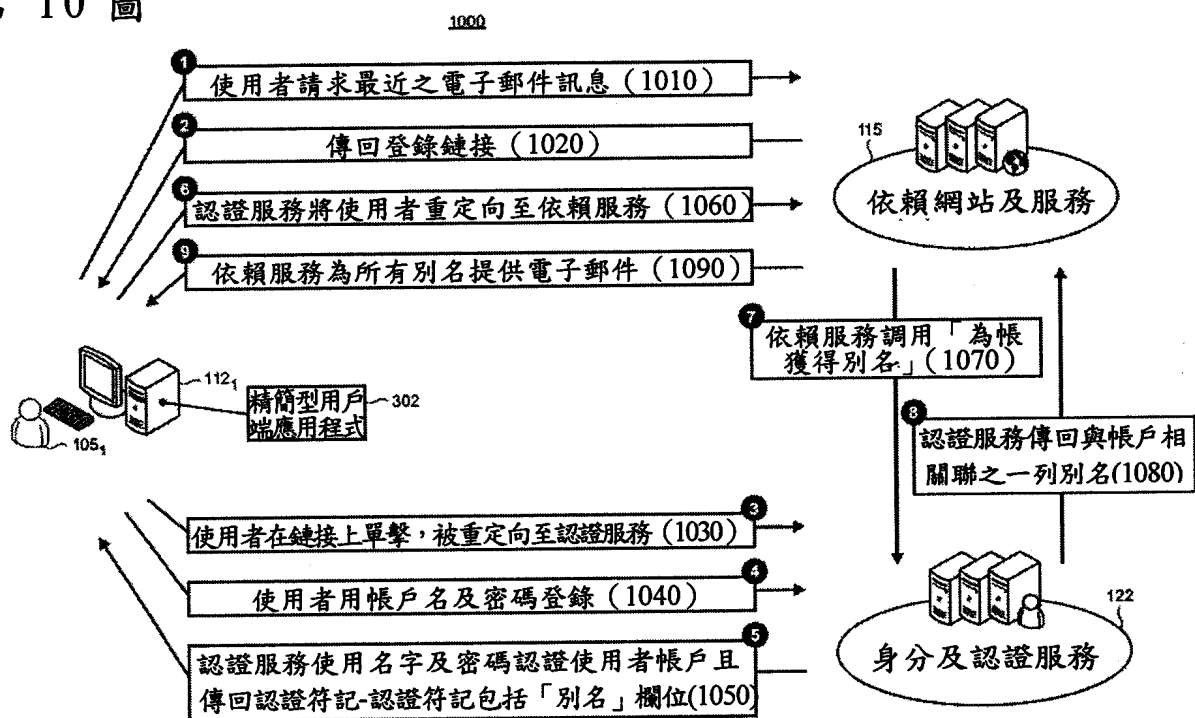 10 圖
1000
1
使用者請求最近之電子郵件訊息（1010）
2
傳回登錄鏈接（1020）
6
認證服務將使用者重定向至依賴服務（1060）
9
依賴服務為所有別名提供電子郵件（1090）
115
依賴網站及服務
7
依賴服務調用「為帳
獲得別名」（1070）
8
認證服務傳回與帳戶相
關聯之一列別名(1080)
112₁
精簡型用戶
端應用程式
302
105₁
3
使用者在鏈接上單擊，被重定向至認證服務（1030）
4
使用者用帳戶名及密碼登錄（1040）
5
認證服務使用名字及密碼認證使用者帳戶且
傳回認證符記-認證符記包括「別名」欄位(1050)
122
身分及認證服務